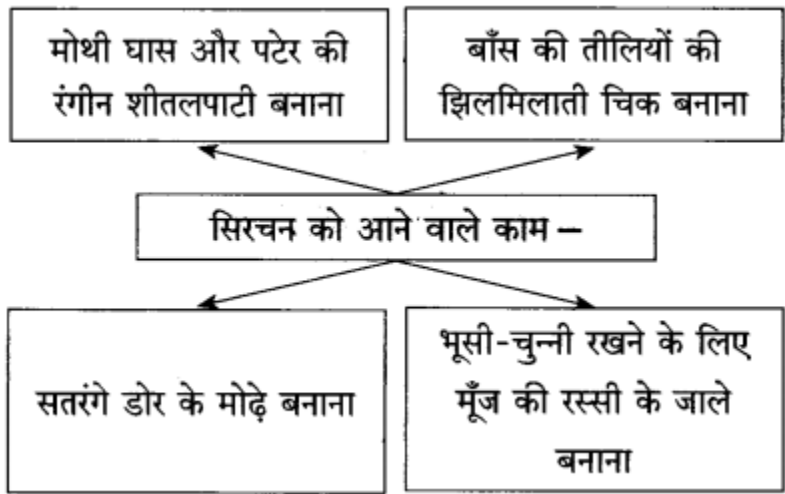 मोथी घास और पटेर की
रंगीन शीतलपाटी बनाना
बाँस की तीलियों की
झिलमिलाती चिक बनाना
सिरचन को आने वाले काम –
सतरंगे डोर के मोढ़े बनाना
भूसी-चुन्नी रखने के लिए
मूँज की रस्सी के जाले
बनाना